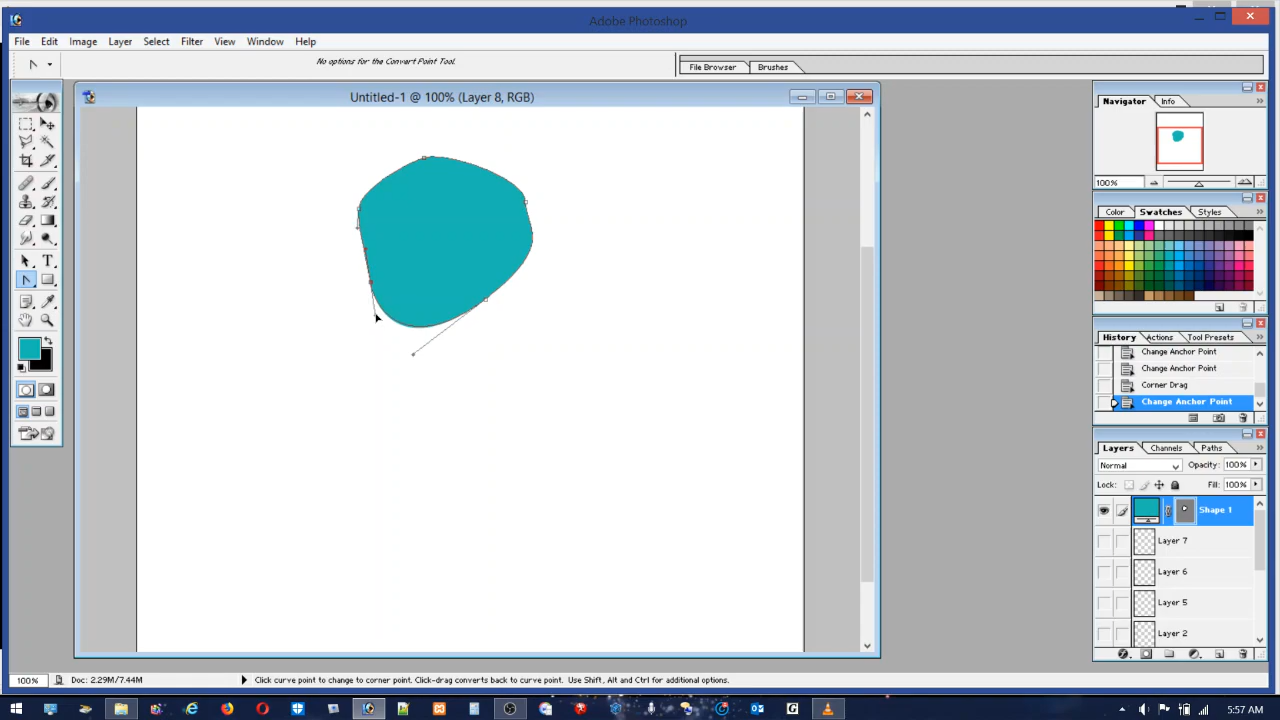 Adobe Photoshop
File Edit Image Layer Select Filter View Window Help
No options for the Convert Point Tool.
File Browser Brushes
Untitled-1 @ 100% (Layer 8, RGB)
Navigator Info
100%
Color Swatches Styles
History Actions Tool Presets
Change Anchor Point
Change Anchor Point
Corner Drag
Change Anchor Point
Layers Channels Paths
Normal Opacity: 100%
Lock: Fill: 100%
Shape 1
Layer 7
Layer 6
Layer 5
Layer 2
100% Doc: 2.29M/7.44M Click curve point to change to corner point. Click-drag converts back to curve point. Use Shift, Alt and Ctrl for additional options.
5:57 AM